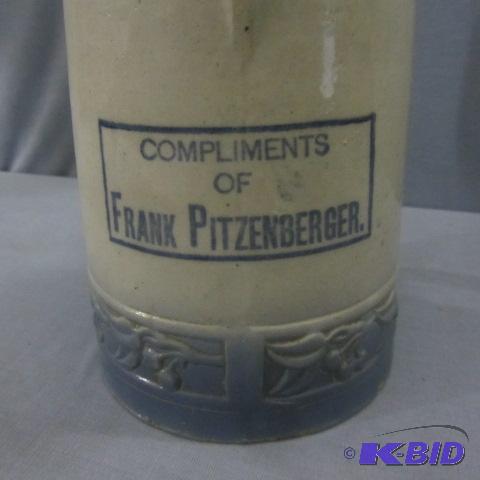 COMPLIMENTS
OF
FRANK PITZENBERGER.
© K-BID